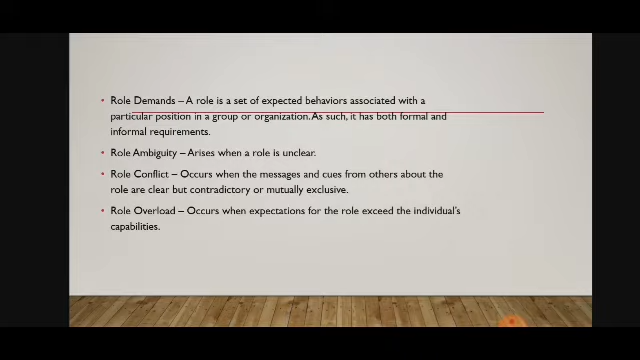 • Role Demands – A role is a set of expected behaviors associated with a
particular position in a group or organization. As such, it has both formal and
informal requirements.
• Role Ambiguity – Arises when a role is unclear.
• Role Conflict – Occurs when the messages and cues from others about the
role are clear but contradictory or mutually exclusive.
• Role Overload – Occurs when expectations for the role exceed the individual's
capabilities.